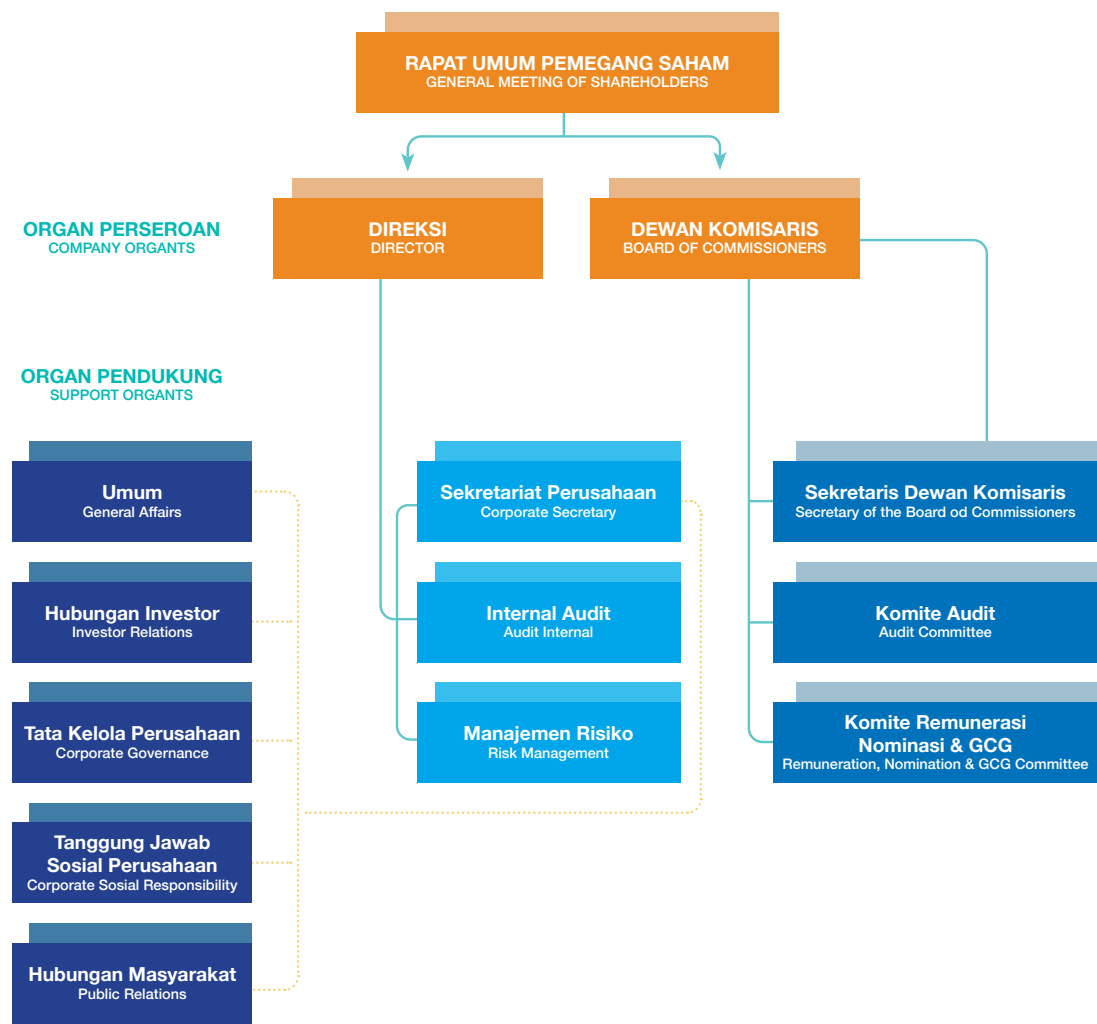 RAPAT UMUM PEMEGANG SAHAM
GENERAL MEETING OF SHAREHOLDERS
ORGAN PERSEROAN
COMPANY ORGANTS
DIREKSI
DIRECTOR
DEWAN KOMISARIS
BOARD OF COMMISSIONERS
ORGAN PENDUKUNG
SUPPORT ORGANTS
Umum
General Affairs
Hubungan Investor
Investor Relations
Tata Kelola Perusahaan
Corporate Governance
Tanggung Jawab
Sosial Perusahaan
Corporate Sosial Responsibility
Hubungan Masyarakat
Public Relations
Sekretariat Perusahaan
Corporate Secretary
Internal Audit
Audit Internal
Manajemen Risiko
Risk Management
Sekretaris Dewan Komisaris
Secretary of the Board od Commissioners
Komite Audit
Audit Committee
Komite Remunerasi
Nominasi & GCG
Remuneration, Nomination & GCG Committee